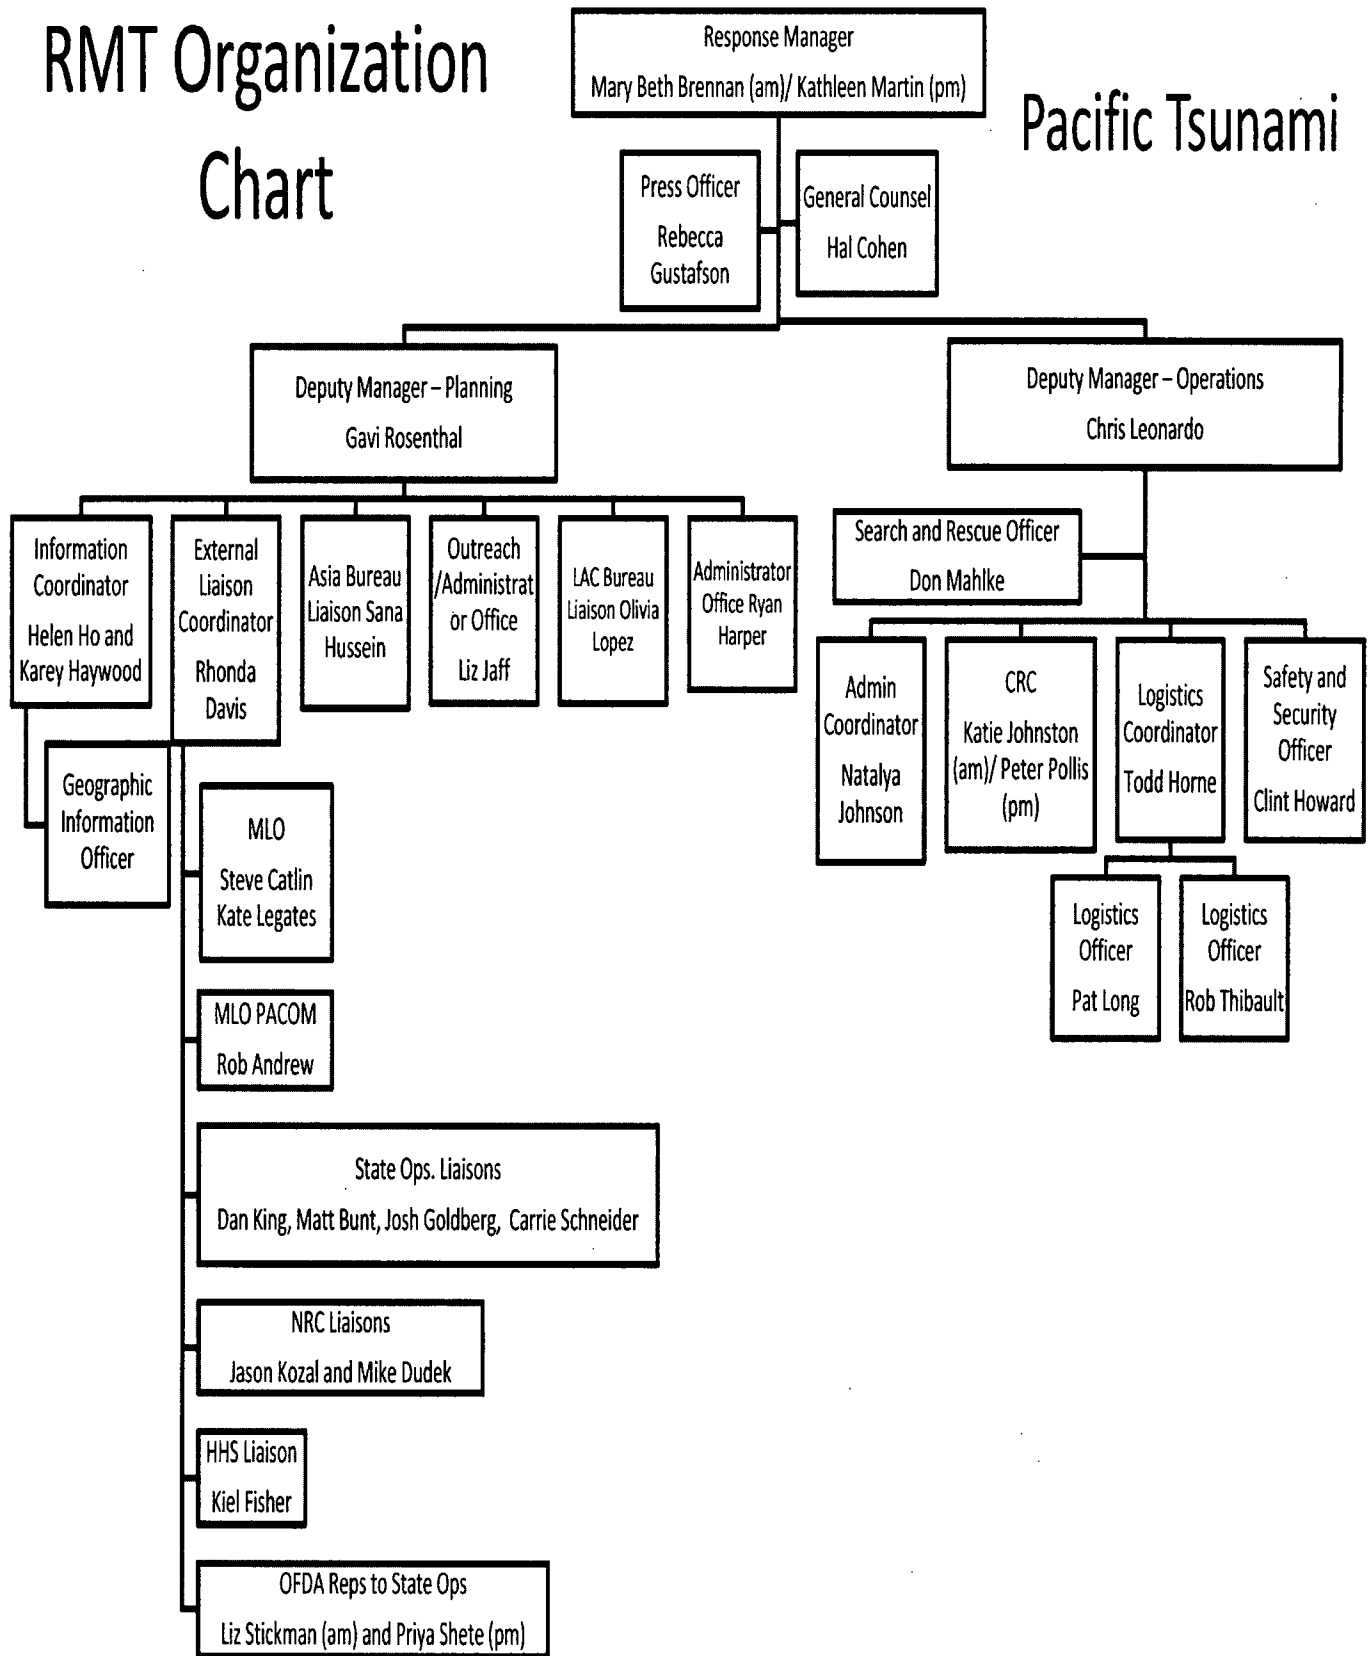 RMT Organization
Chart
Pacific Tsunami
Response Manager
Mary Beth Brennan (am)/ Kathleen Martin (pm)
Press Officer
Rebecca
Gustafson
General Counsel
Hal Cohen
Deputy Manager – Planning
Gavi Rosenthal
Deputy Manager – Operations
Chris Leonardo
Information
Coordinator
Helen Ho and
Karey Haywood
External
Liaison
Coordinator
Rhonda
Davis
Asia Bureau
Liaison Sana
Hussein
Outreach
/Administrat
or Office
Liz Jaff
LAC Bureau
Liaison Olivia
Lopez
Administrator
Office Ryan
Harper
Search and Rescue Officer
Don Mahlke
Admin
Coordinator
Natalya
Johnson
CRC
Katie Johnston
(am)/ Peter Pollis
(pm)
Logistics
Coordinator
Todd Horne
Safety and
Security
Officer
Clint Howard
Geographic
Information
Officer
MLO
Steve Catlin
Kate Legates
Logistics
Officer
Pat Long
Logistics
Officer
Rob Thibault
MLO PACOM
Rob Andrew
State Ops. Liaisons
Dan King, Matt Bunt, Josh Goldberg, Carrie Schneider
NRC Liaisons
Jason Kozal and Mike Dudek
HHS Liaison
Kiel Fisher
OFDA Reps to State Ops
Liz Stickman (am) and Priya Shete (pm)